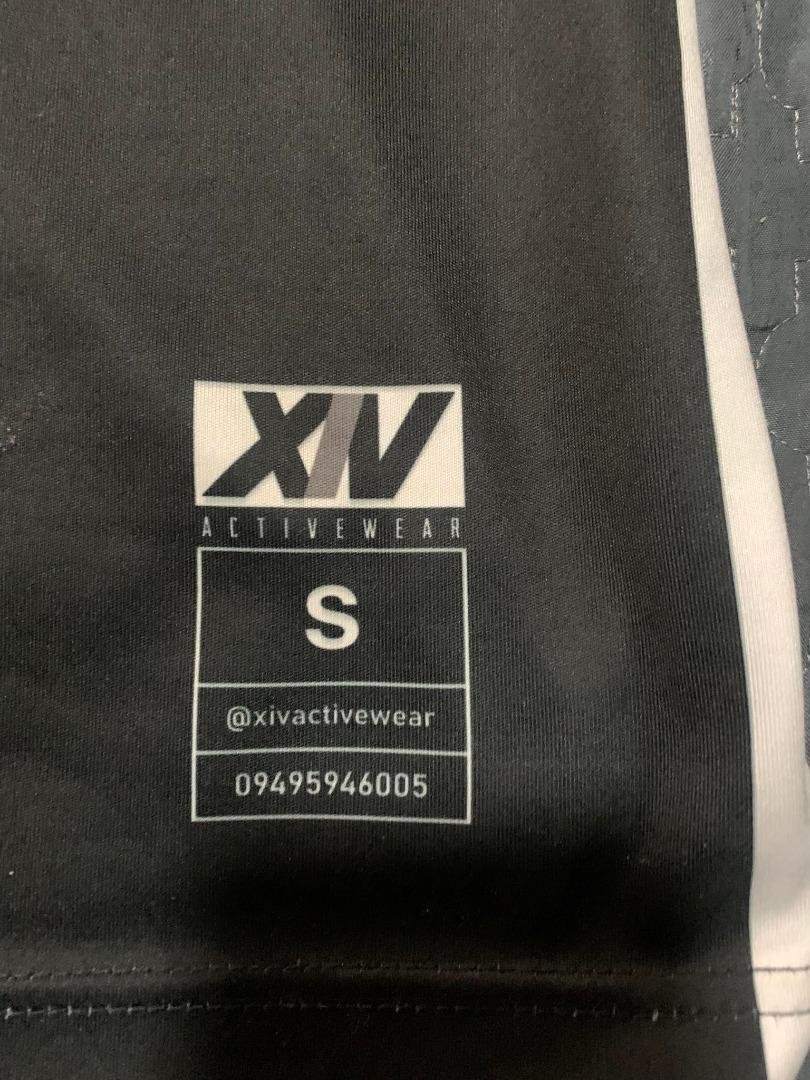 XIV
ACTIVEWEAR
S
@xivactivewear
09495946005